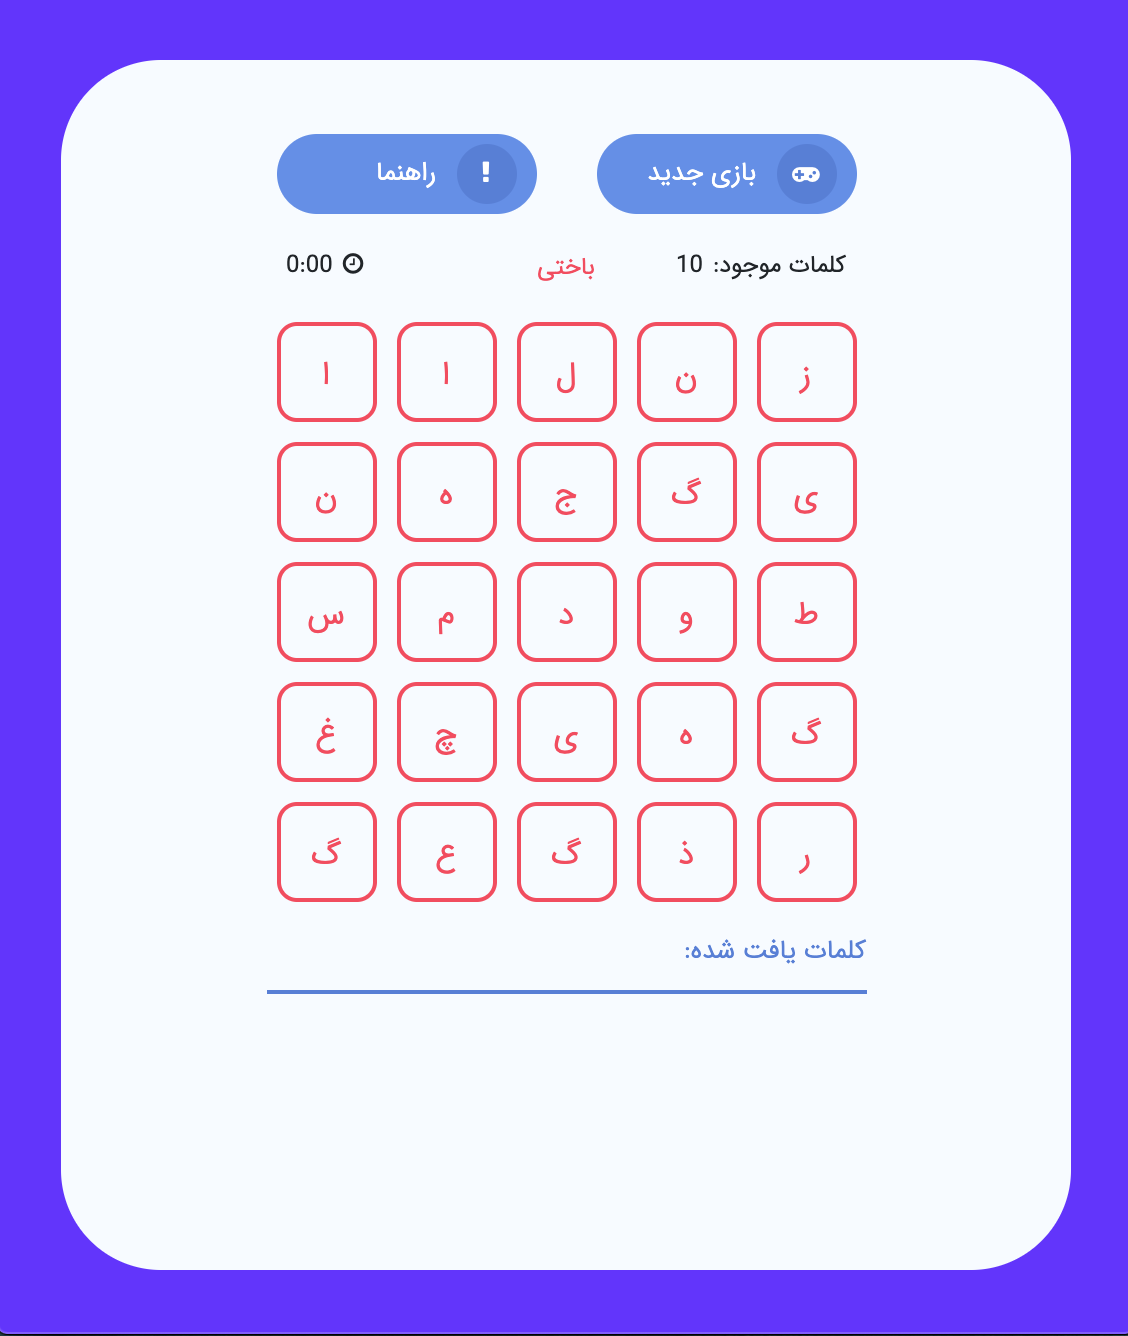 بازی جدید راهنما
کلمات موجود: 10 باختی 0:00
ز ن ل ا ا
ی گ ج ه ن
ط و د م س
گ ه ی چ غ
ر ذ گ ع گ
کلمات یافت شده: